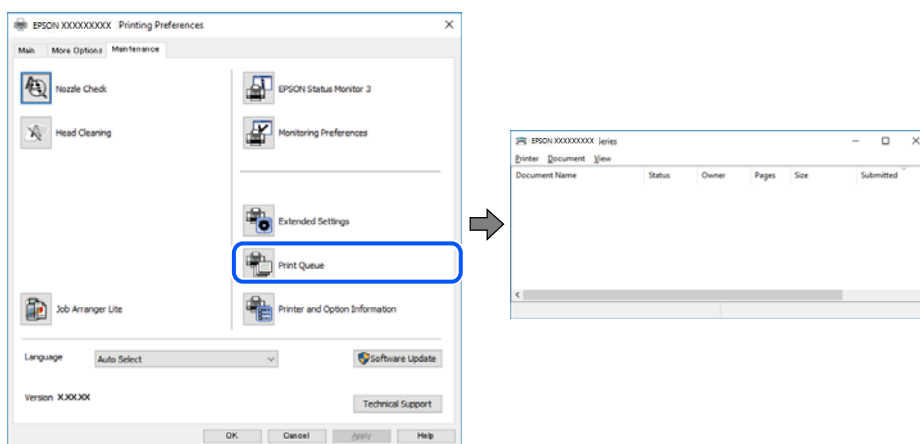 EPSON XXXXXXXXX Printing Preferences
Main More Options Maintenance
Nozzle Check
EPSON Status Monitor 3
Head Cleaning
Monitoring Preferences
Extended Settings
Print Queue
Job Arranger Lite
Printer and Option Information
Language Auto Select Software Update
Version X.XX.XX
Technical Support
OK Cancel Apply Help
EPSON XXXXXXXXX ieries
Printer Document View
Document Name Status Owner Pages Size Submitted